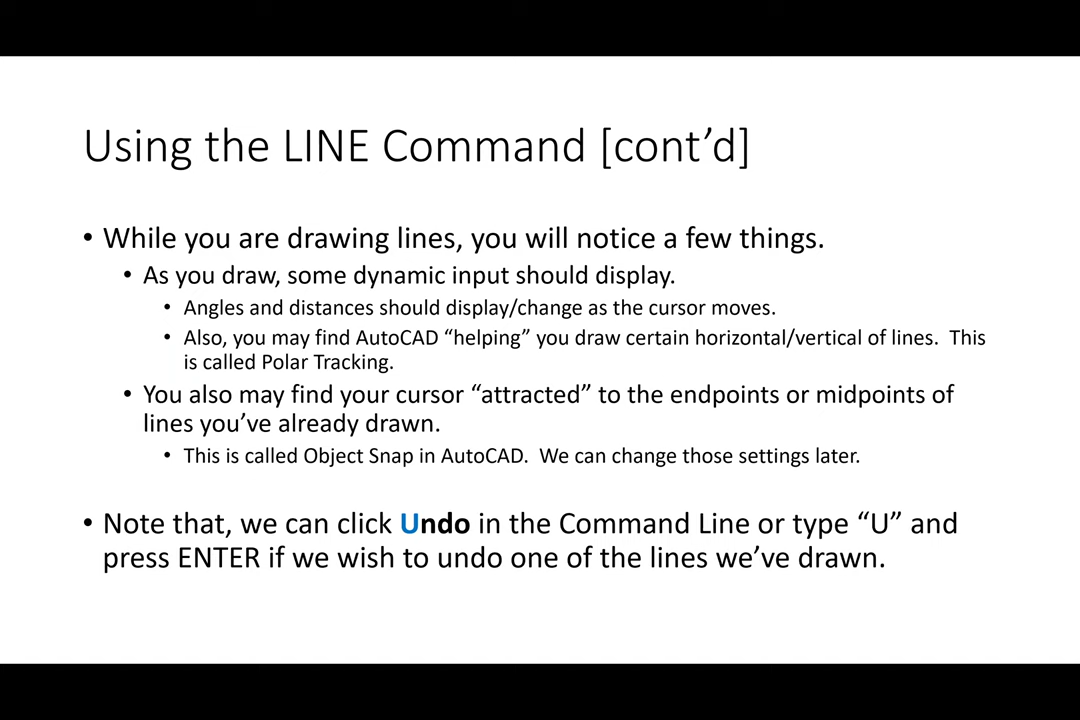 Using the LINE Command [cont’d]
• While you are drawing lines, you will notice a few things.
• As you draw, some dynamic input should display.
• Angles and distances should display/change as the cursor moves.
• Also, you may find AutoCAD “helping” you draw certain horizontal/vertical of lines.  This
is called Polar Tracking.
• You also may find your cursor “attracted” to the endpoints or midpoints of
lines you’ve already drawn.
• This is called Object Snap in AutoCAD.  We can change those settings later.
• Note that, we can click Undo in the Command Line or type “U” and
press ENTER if we wish to undo one of the lines we’ve drawn.